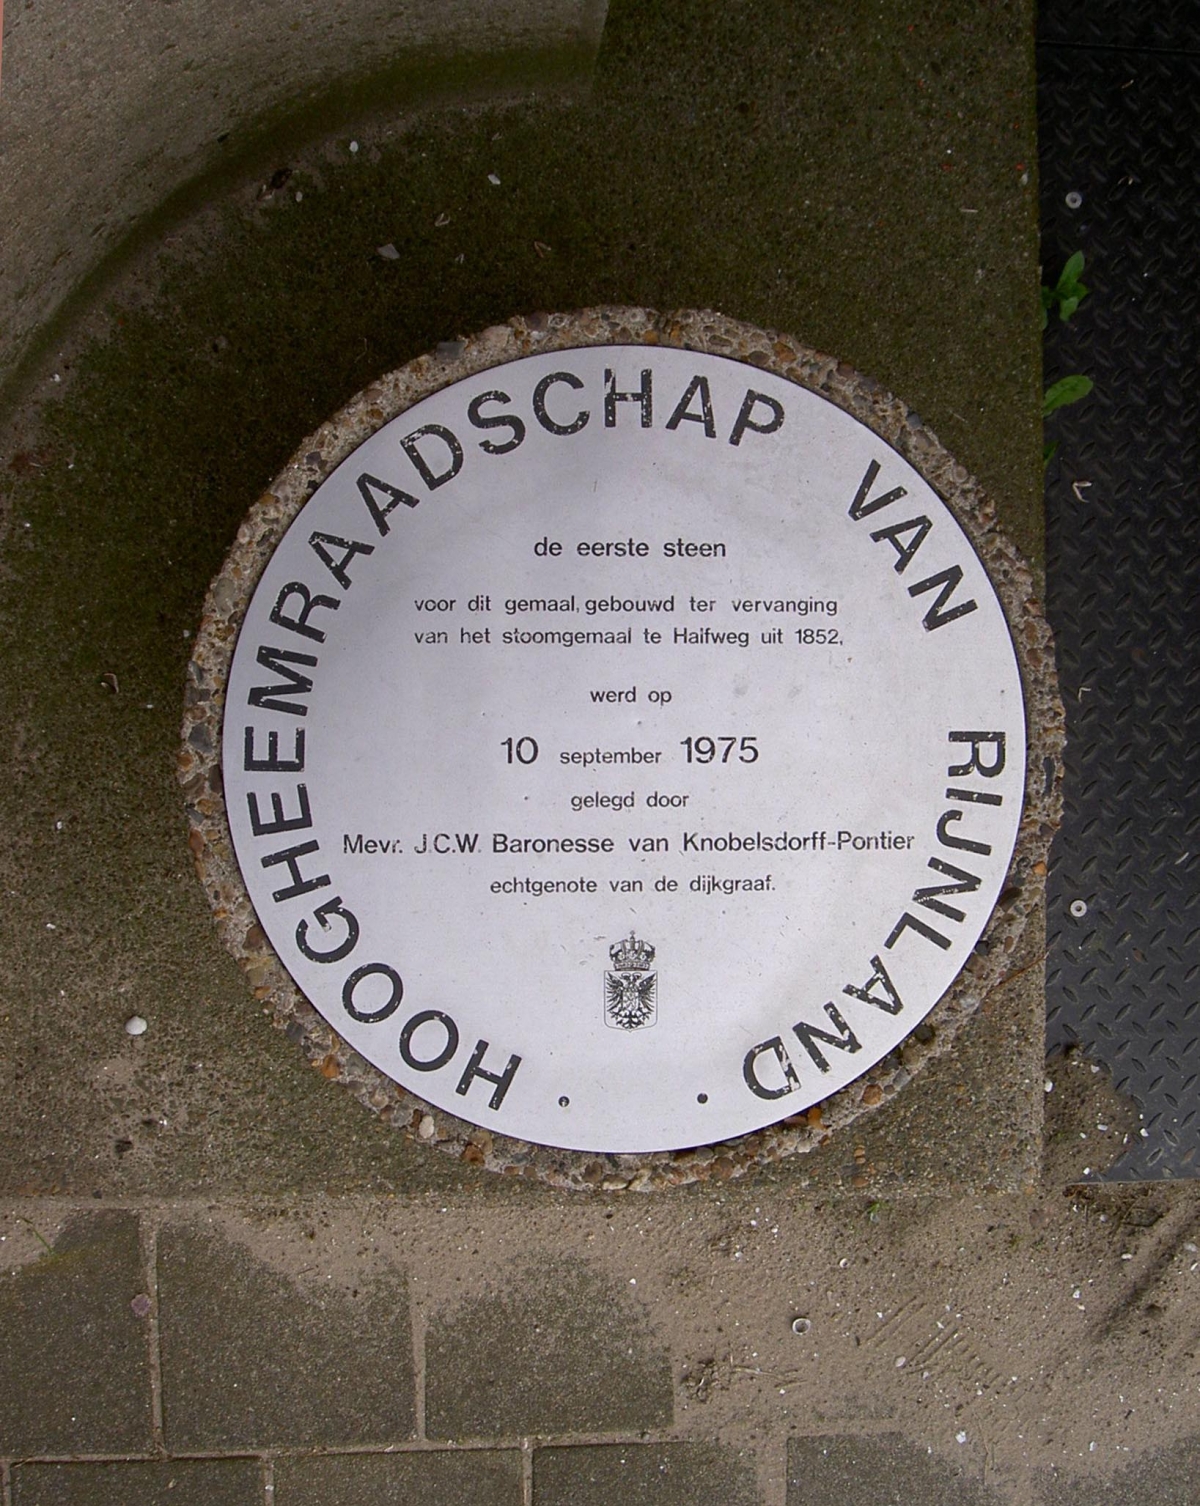 HOOGHEEMRAADSCHAP VAN RIJNLAND
de eerste steen
voor dit gemaal, gebouwd ter vervanging
van het stoomgemaal te Halfweg uit 1852,
werd op
10 september 1975
gelegd door
Mevr. J.C.W. Baronesse van Knobelsdorff-Pontier
echtgenote van de dijkgraaf.